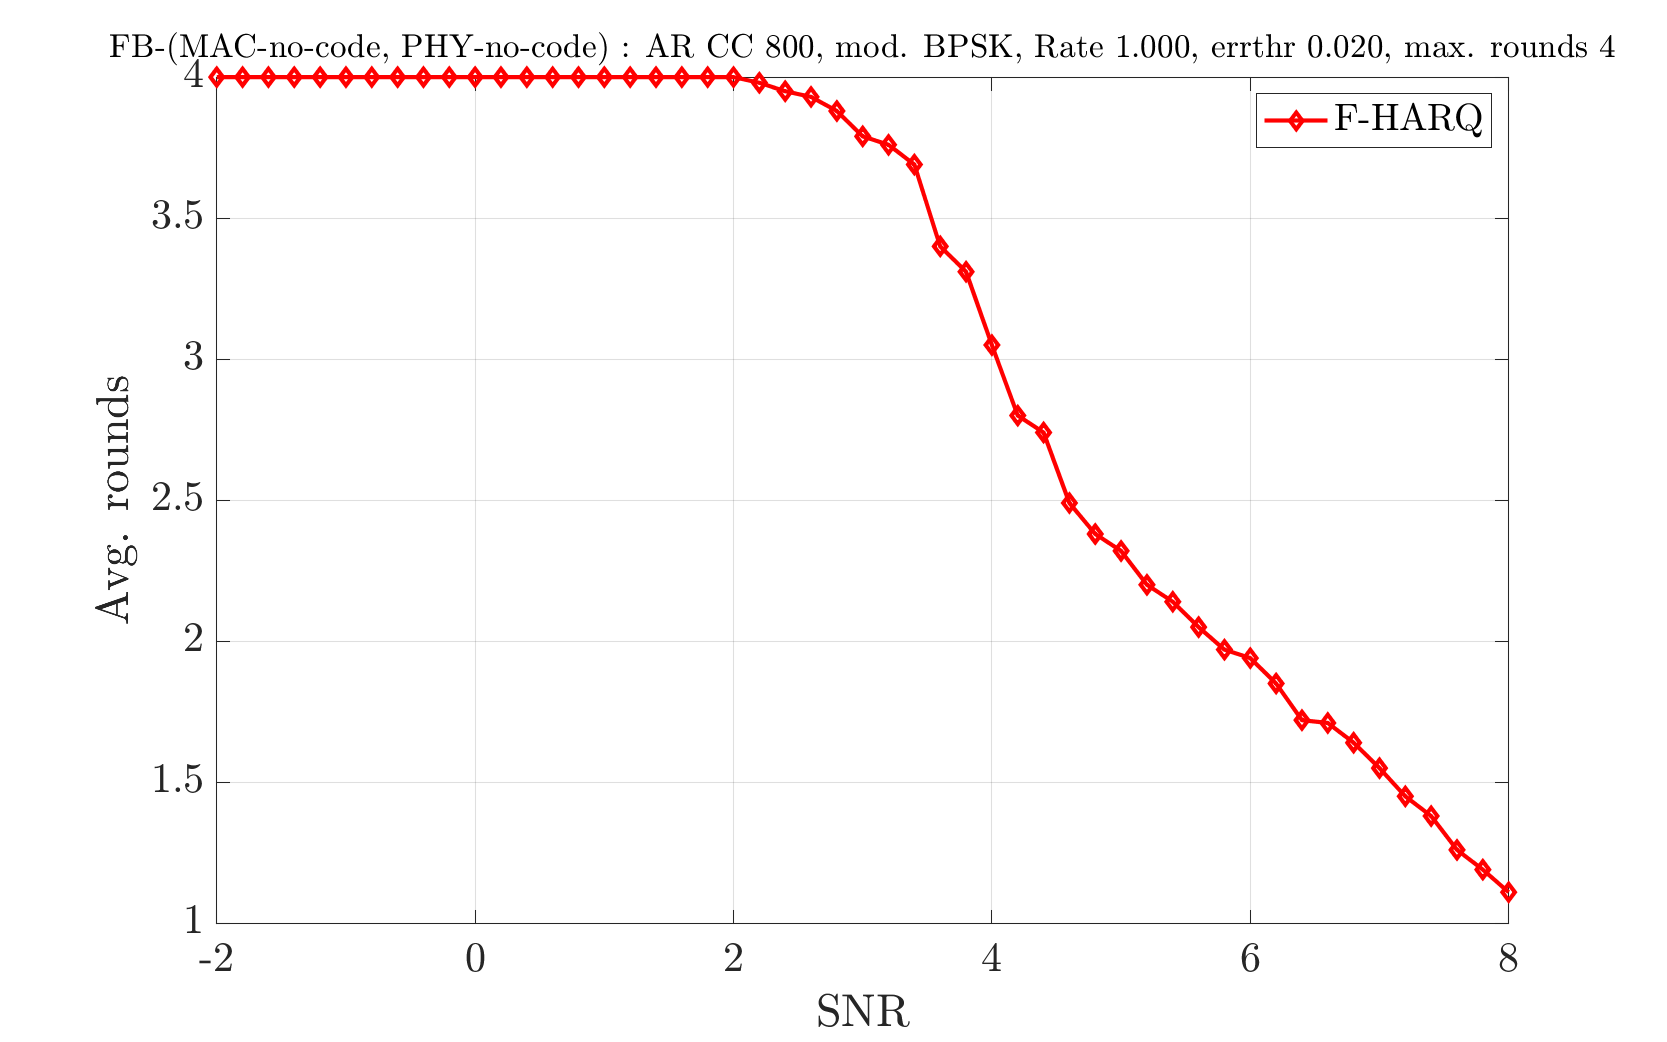 FB-(MAC-no-code, PHY-no-code) : AR CC 800, mod. BPSK, Rate 1.000, errthr 0.020, max. rounds 4
F-HARQ
4
3.5
3
2.5
2
1.5
1
Avg. rounds
-2 0 2 4 6 8
SNR